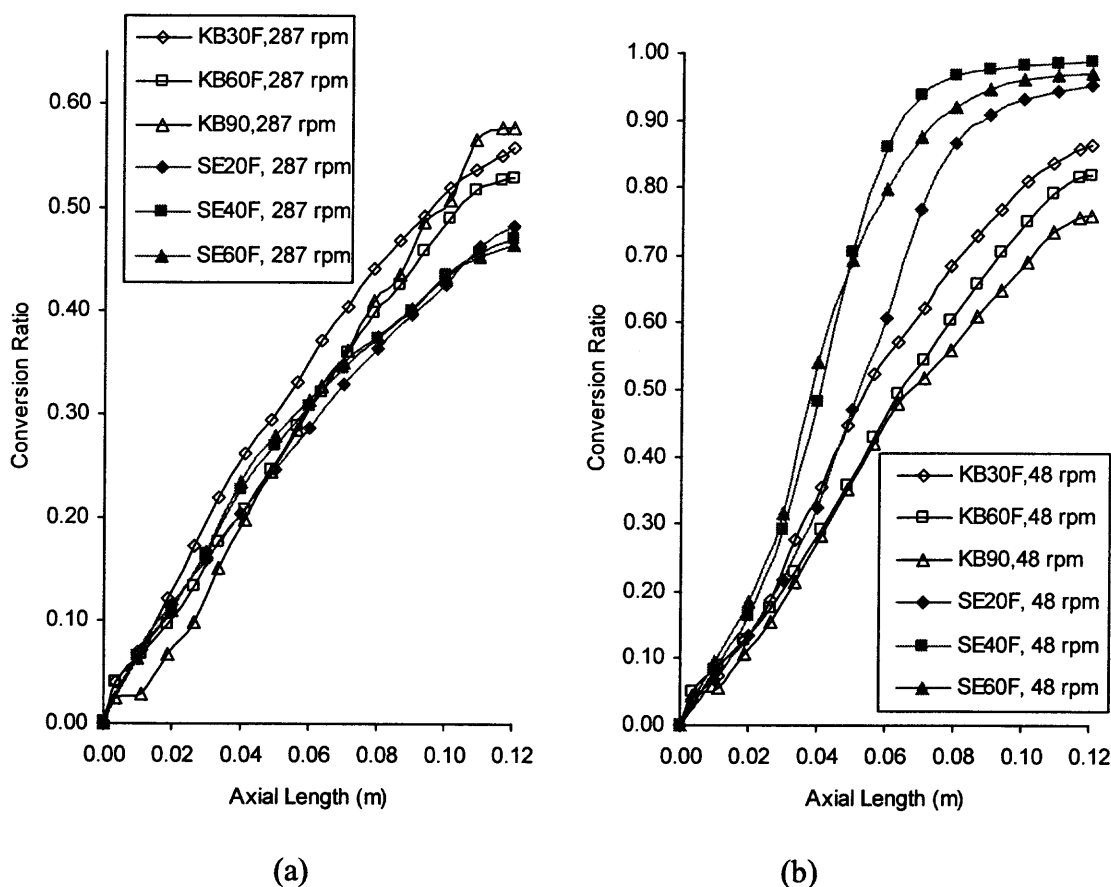 KB30F,287 rpm
KB60F,287 rpm
KB90,287 rpm
SE20F, 287 rpm
SE40F, 287 rpm
SE60F, 287 rpm
0.60
0.50
0.40
0.30
0.20
0.10
0.00
Conversion Ratio
0.00 0.02 0.04 0.06 0.08 0.10 0.12
Axial Length (m)
(a)
1.00
0.90
0.80
0.70
0.60
0.50
0.40
0.30
0.20
0.10
0.00
Conversion Ratio
KB30F,48 rpm
KB60F,48 rpm
KB90,48 rpm
SE20F, 48 rpm
SE40F, 48 rpm
SE60F, 48 rpm
0.00 0.02 0.04 0.06 0.08 0.10 0.12
Axial Length (m)
(b)